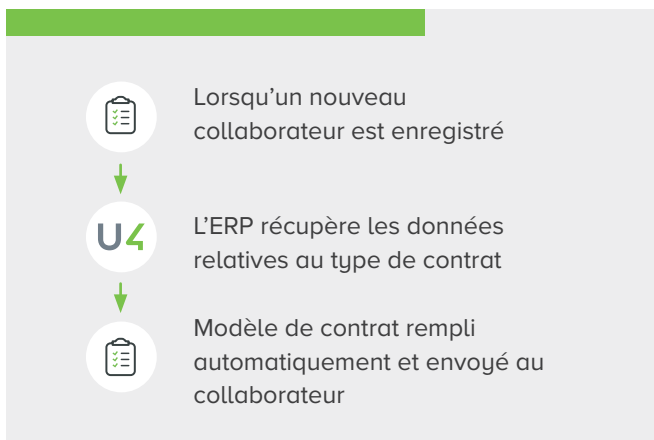 Lorsqu’un nouveau
collaborateur est enregistré
U4
L’ERP récupère les données
relatives au type de contrat
Modèle de contrat rempli
automatiquement et envoyé au
collaborateur